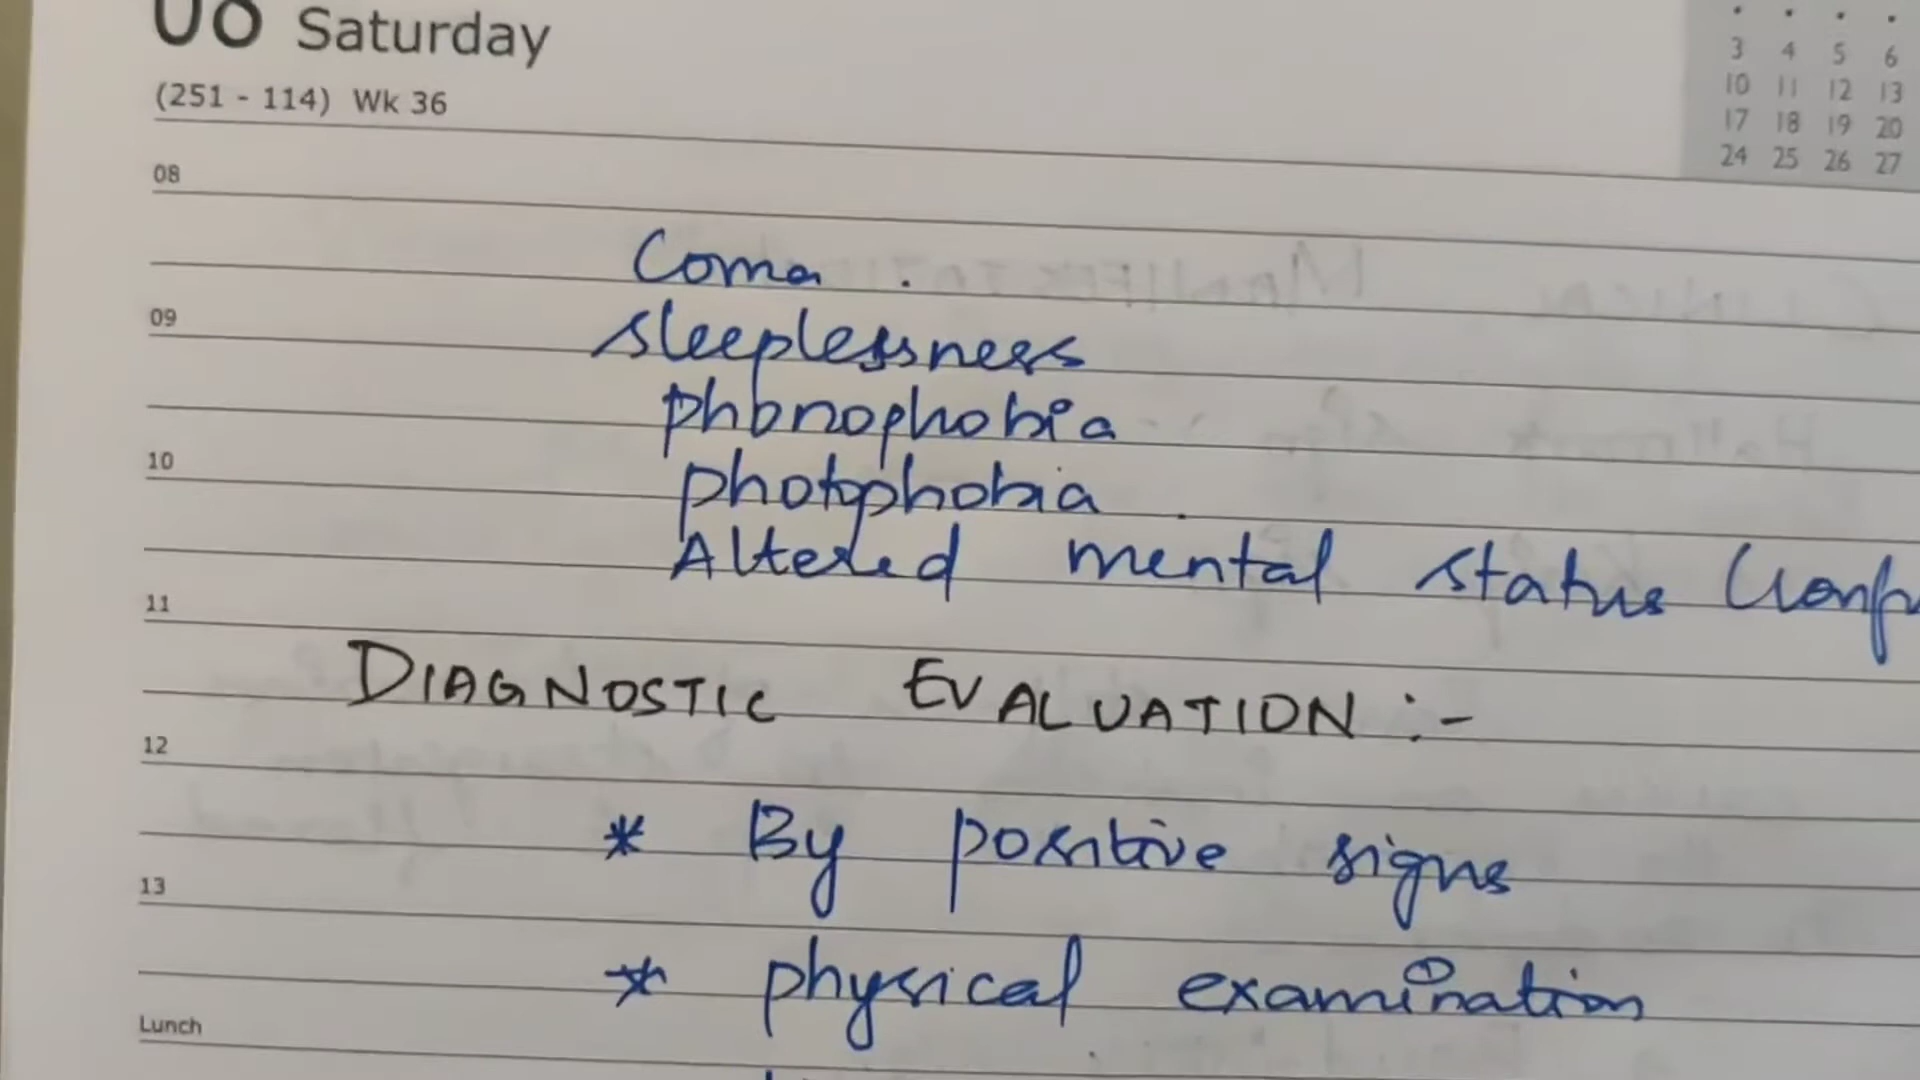 08 Saturday
3 4 5 6
(251 - 114) Wk 36
10 11 12 13
17 18 19 20
24 25 26 27
08
Coma .
09
sleeplessness
phonophobia
10
photophobia .
Altered mental status
11
DIAGNOSTIC EVALUATION :-
12
* By positive signs
13
* physical examination
Lunch